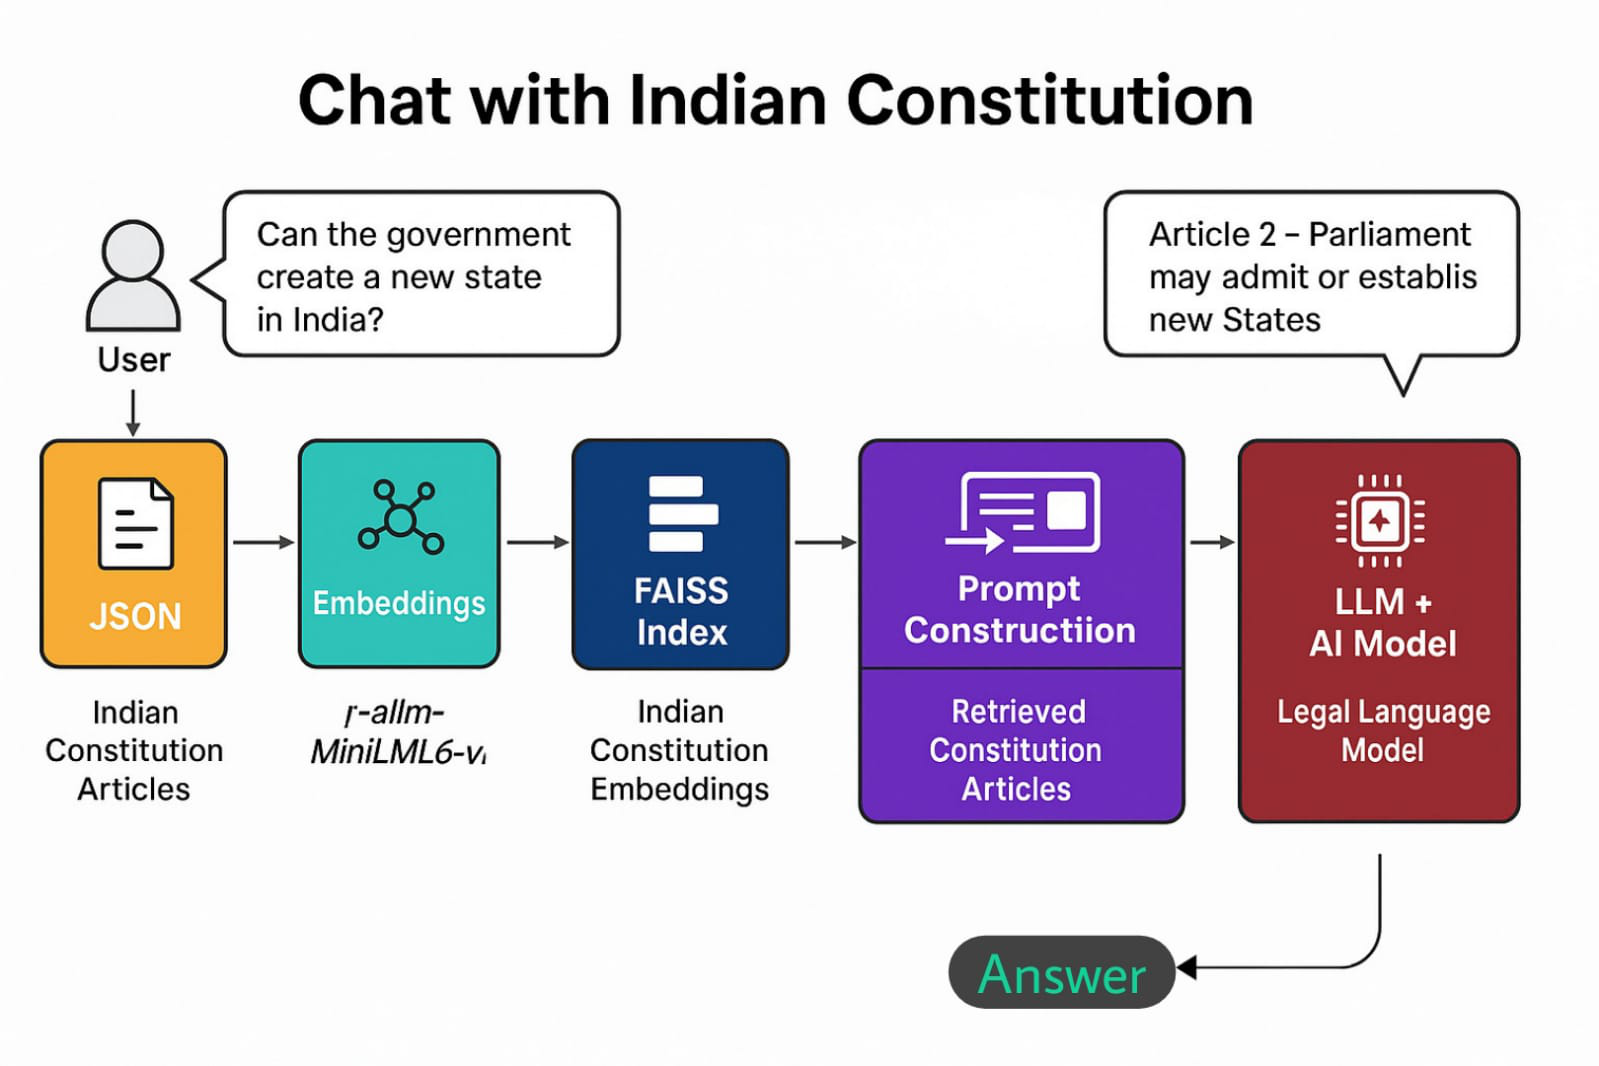 Chat with Indian Constitution
Can the government
create a new state
in India?
User
Article 2 – Parliament
may admit or establis
new States
JSON
Indian
Constitution
Articles
Embeddings
r-allm-
MiniLML6-v
FAISS
Index
Indian
Constitution
Embeddings
Prompt
Constructiion
Retrieved
Constitution
Articles
LLM +
AI Model
Legal Language
Model
Answer